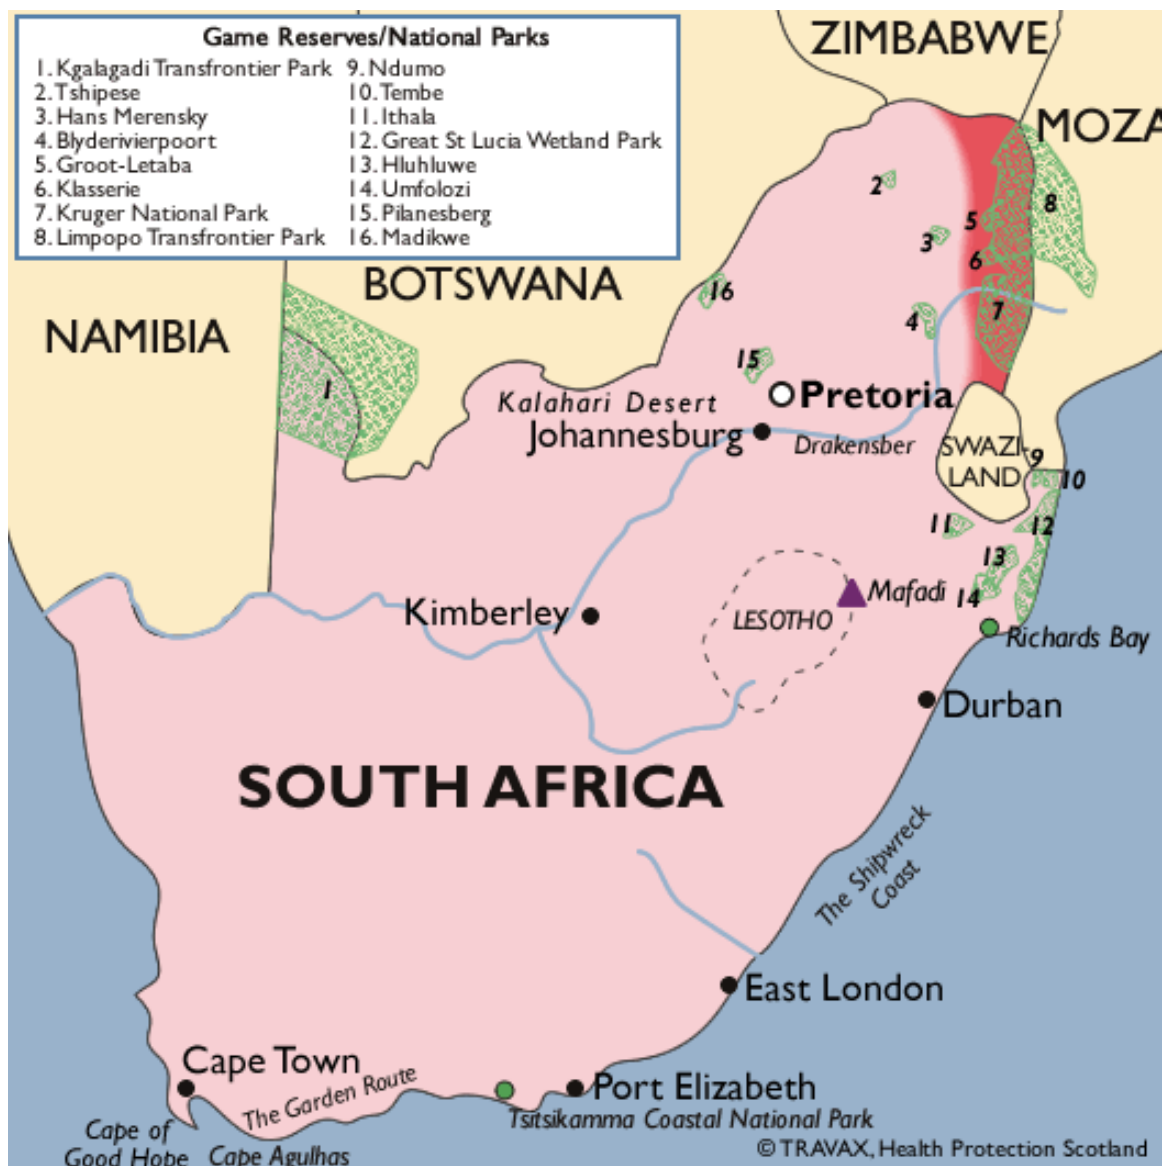 Game Reserves/National Parks
1. Kgalagadi Transfrontier Park
2. Tshipese
3. Hans Merensky
4. Blyderivierpoort
5. Groot-Letaba
6. Klasserie
7. Kruger National Park
8. Limpopo Transfrontier Park
9. Ndumo
10. Tembe
11. Ithala
12. Great St Lucia Wetland Park
13. Hluhluwe
14. Umfolozi
15. Pilanesberg
16. Madikwe
ZIMBABWE
MOZA
2
8
5
3
6
BOTSWANA
16
NAMIBIA
4
7
15
1
Pretoria
Kalahari Desert
Johannesburg
Drakensber
SWAZI-
LAND
9
10
11
12
13
Mafadi
14
Kimberley
LESOTHO
Richards Bay
Durban
SOUTH AFRICA
The Shipwreck
Coast
East London
Cape Town
The Garden Route
Port Elizabeth
Tsitsikamma Coastal National Park
Cape of
Good Hope
Cape Agulhas
© TRAVAX, Health Protection Scotland